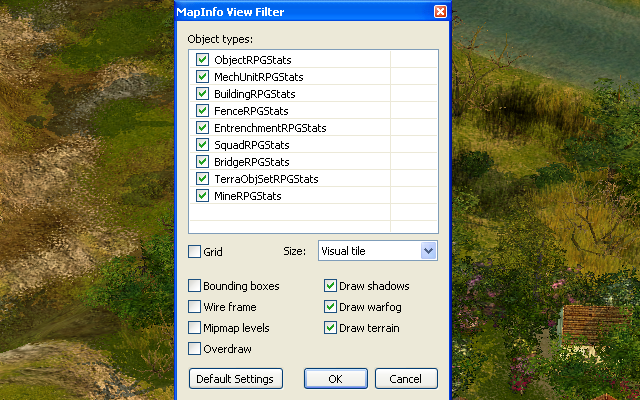 MapInfo View Filter
Object types:
ObjectRPGStats
MechUnitRPGStats
BuildingRPGStats
FenceRPGStats
EntrenchmentRPGStats
SquadRPGStats
BridgeRPGStats
TerraObjSetRPGStats
MineRPGStats
Grid Size: Visual tile
Bounding boxes Draw shadows
Wire frame Draw warfog
Mipmap levels Draw terrain
Overdraw
Default Settings OK Cancel